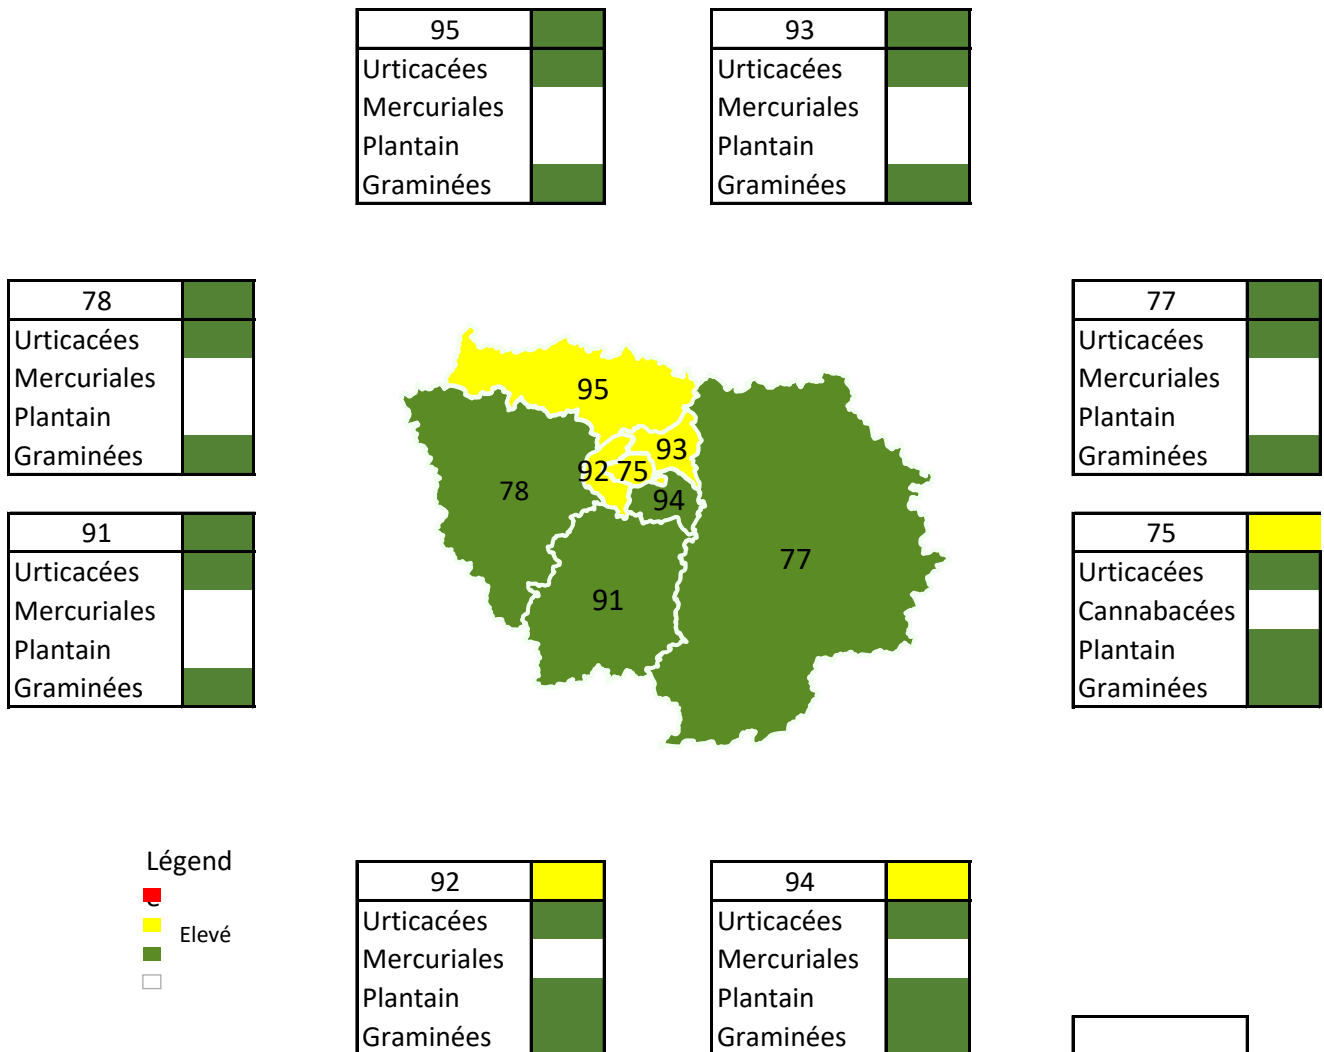 95
Urticacées
Mercuriales
Plantain
Graminées
93
Urticacées
Mercuriales
Plantain
Graminées
78
Urticacées
Mercuriales
Plantain
Graminées
77
Urticacées
Mercuriales
Plantain
Graminées
95
93
92 75
78
94
77
91
91
Urticacées
Mercuriales
Plantain
Graminées
75
Urticacées
Cannabacées
Plantain
Graminées
Légend
e
Elevé
92
Urticacées
Mercuriales
Plantain
Graminées
94
Urticacées
Mercuriales
Plantain
Graminées